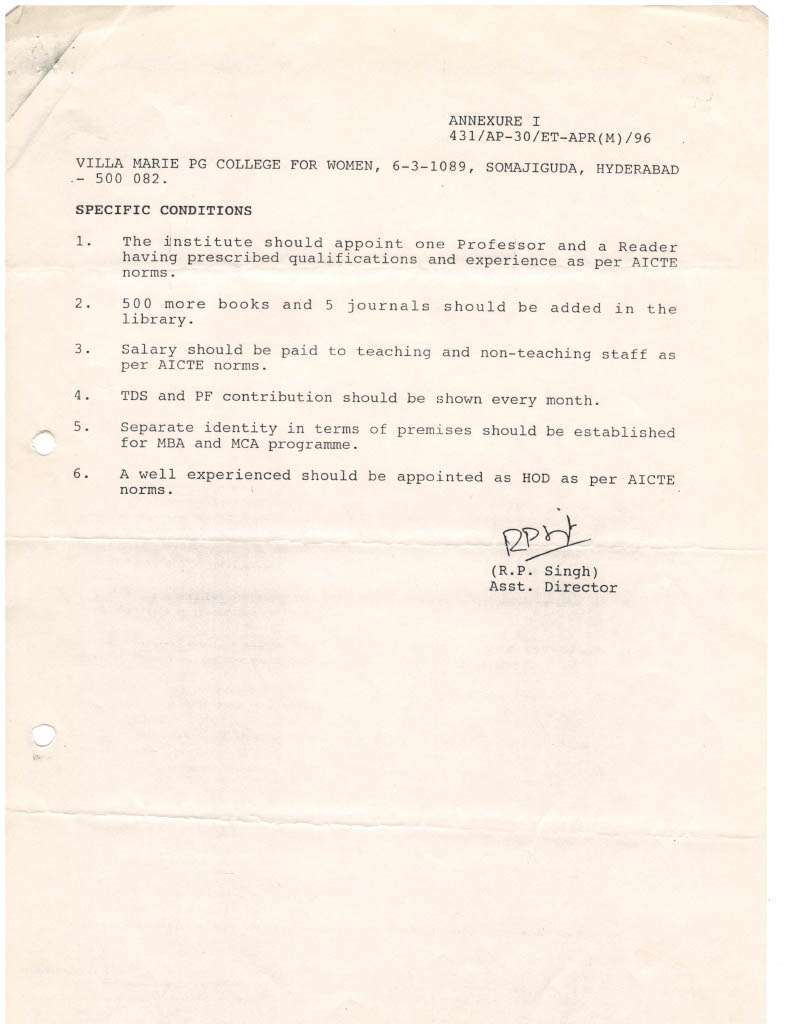 ANNEXURE I
431/AP-30/ET-APR(M)/96
VILLA MARIE PG COLLEGE FOR WOMEN, 6-3-1089, SOMAJIGUDA, HYDERABAD
- 500 082.
SPECIFIC CONDITIONS
1. The institute should appoint one Professor and a Reader
having prescribed qualifications and experience as per AICTE
norms.
2. 500 more books and 5 journals should be added in the
library.
3. Salary should be paid to teaching and non-teaching staff as
per AICTE norms.
4. TDS and PF contribution should be shown every month.
5. Separate identity in terms of premises should be established
for MBA and MCA programme.
6. A well experienced should be appointed as HOD as per AICTE
norms.
(R.P. Singh)
Asst. Director